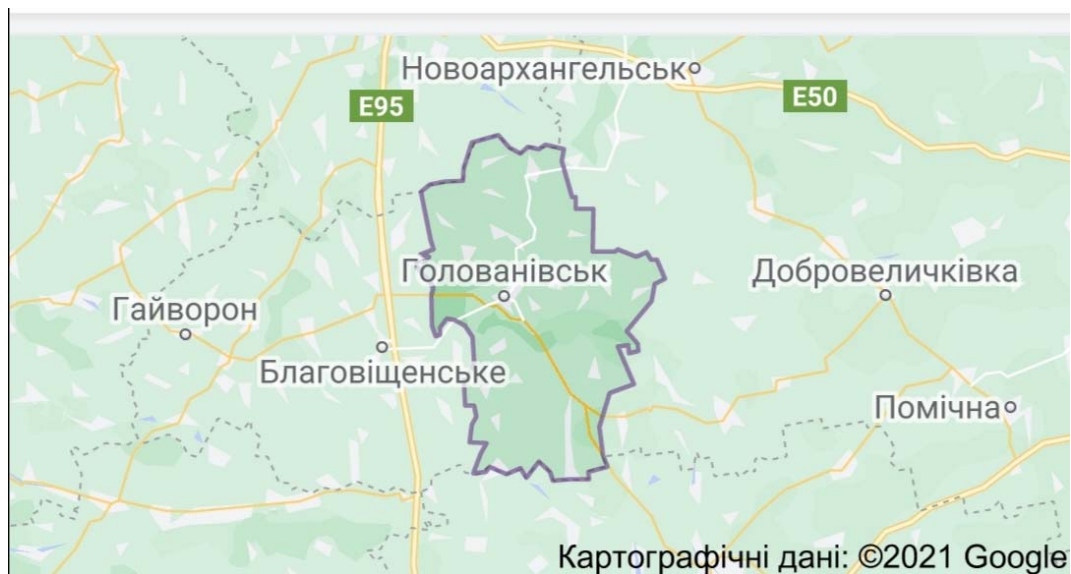 Новоархангельськ
E95
E50
Голованівськ
Добровеличківка
Гайворон
Благовіщенське
Помічна
Картографічні дані: ©2021 Google